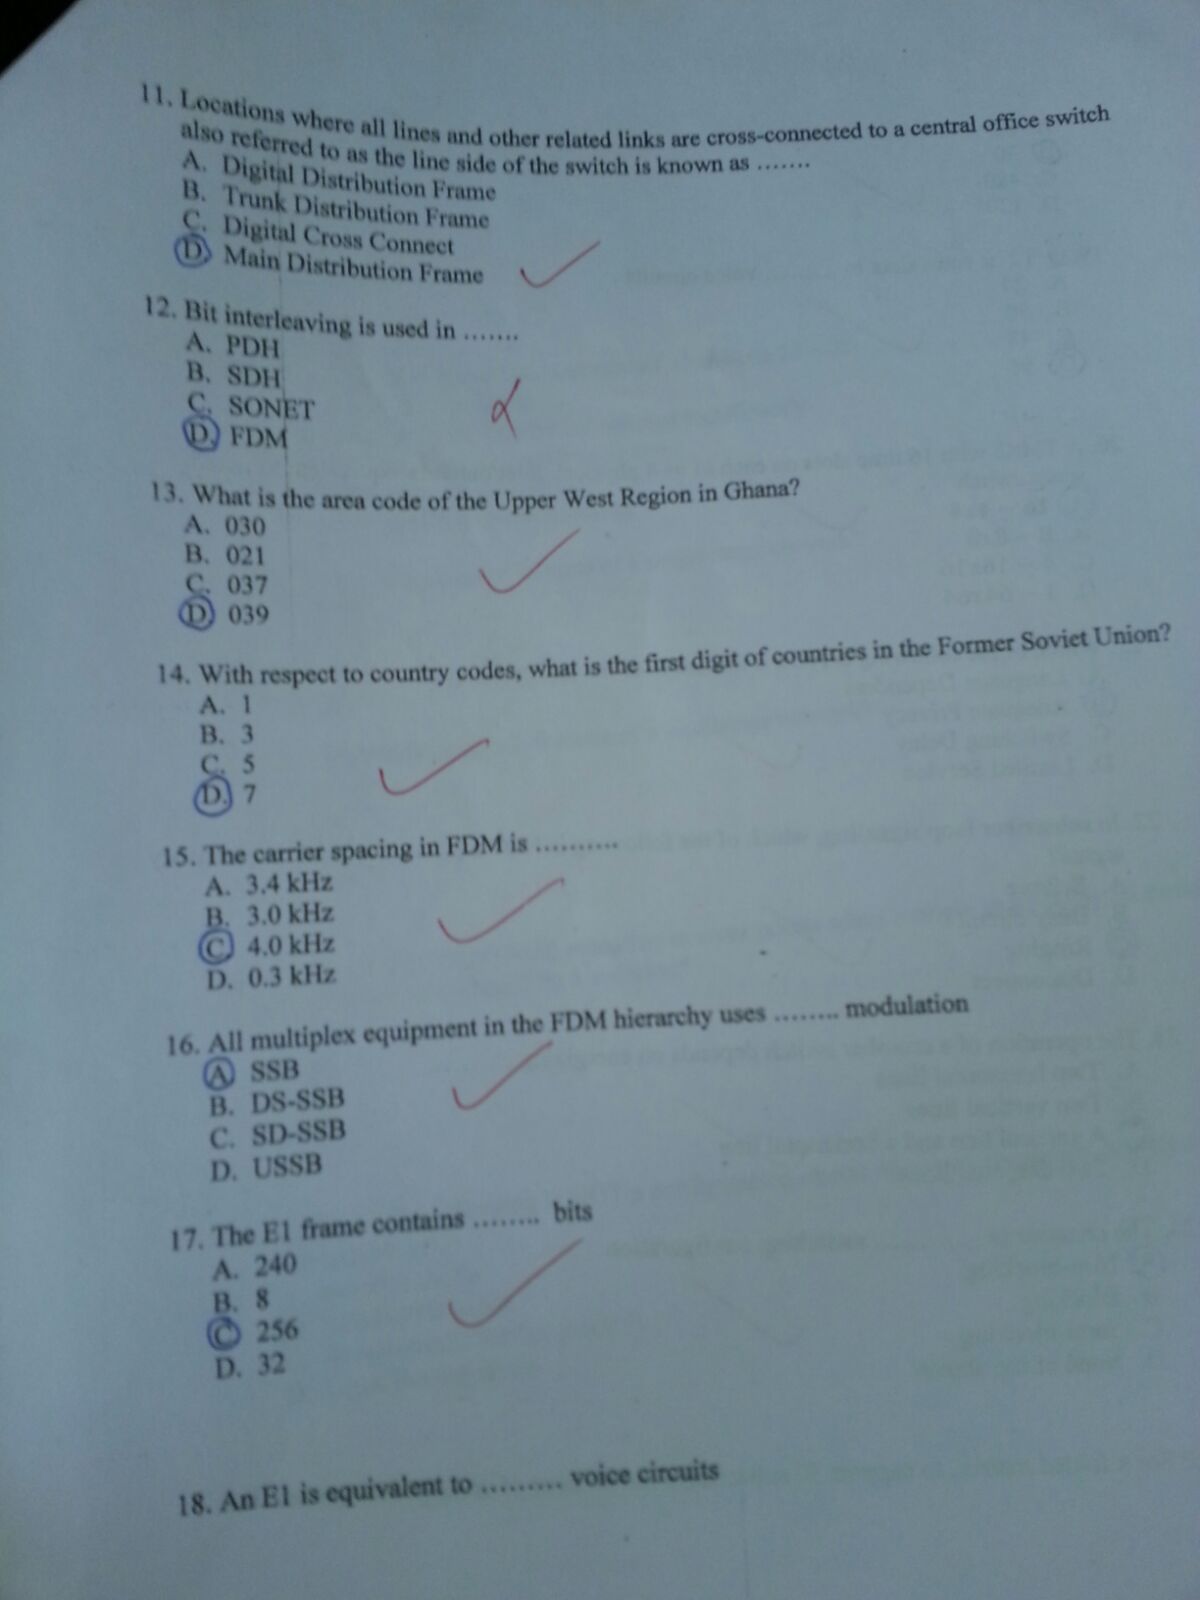 11. Locations where all lines and other related links are cross-connected to a central office switch
also referred to as the line side of the switch is known as .......
A. Digital Distribution Frame
B. Trunk Distribution Frame
C. Digital Cross Connect
D. Main Distribution Frame
12. Bit interleaving is used in .......
A. PDH
B. SDH
C. SONET
D. FDM
13. What is the area code of the Upper West Region in Ghana?
A. 030
B. 021
C. 037
D. 039
14. With respect to country codes, what is the first digit of countries in the Former Soviet Union?
A. 1
B. 3
C. 5
D. 7
15. The carrier spacing in FDM is ..........
A. 3.4 kHz
B. 3.0 kHz
C. 4.0 kHz
D. 0.3 kHz
16. All multiplex equipment in the FDM hierarchy uses ........ modulation
A. SSB
B. DS-SSB
C. SD-SSB
D. USSB
17. The E1 frame contains ........ bits
A. 240
B. 8
C. 256
D. 32
18. An E1 is equivalent to ......... voice circuits